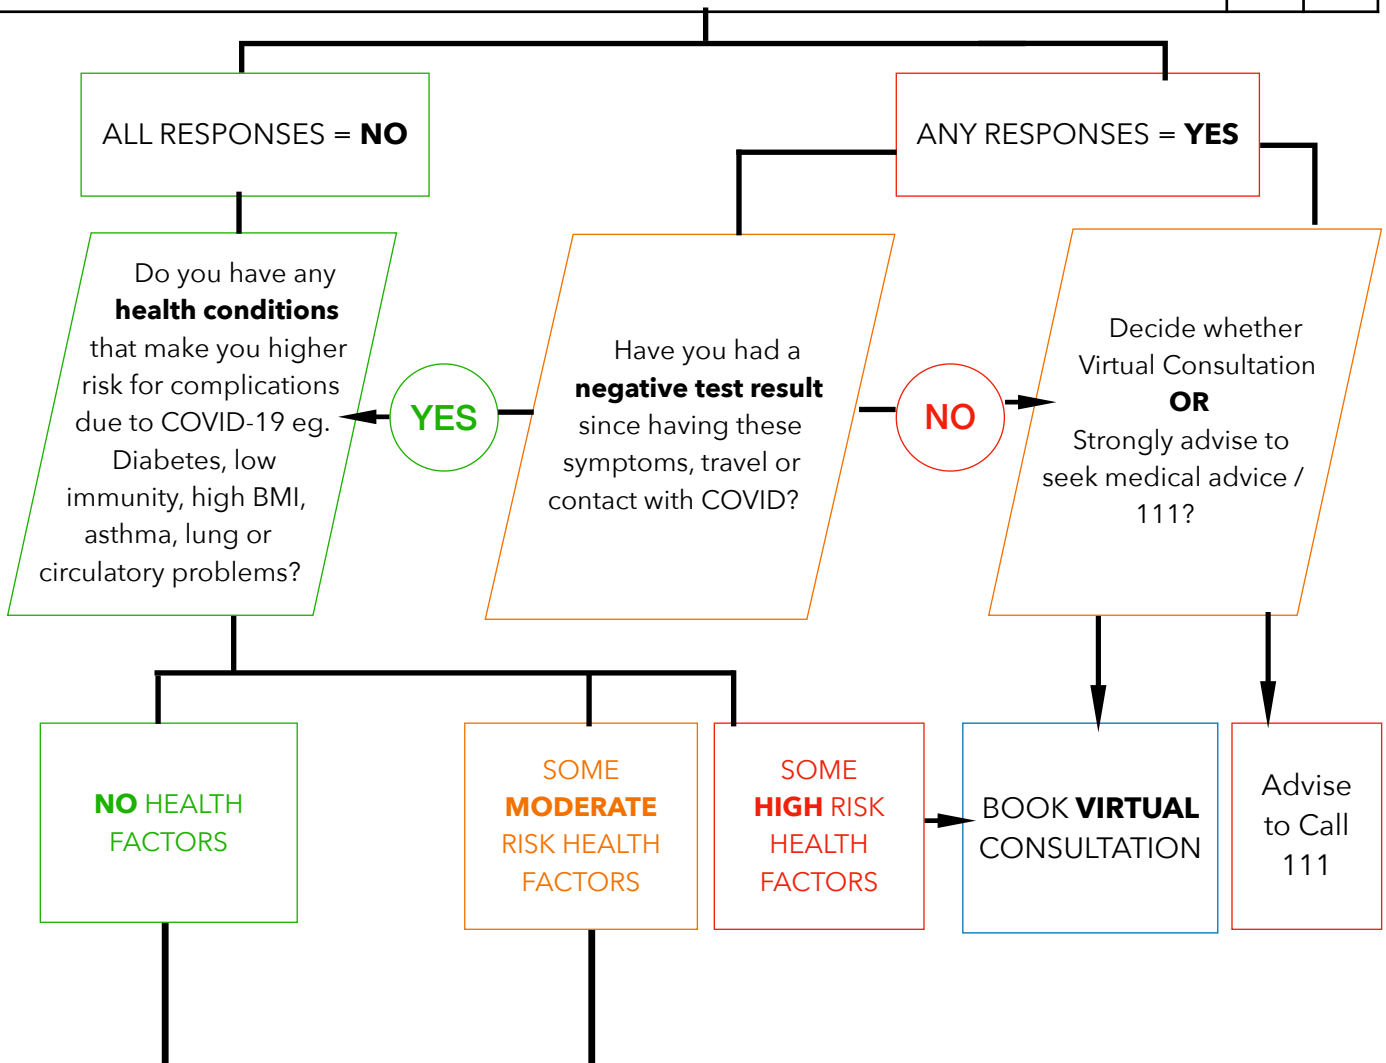 ALL RESPONSES = NO
ANY RESPONSES = YES
Do you have any
health conditions
that make you higher
risk for complications
due to COVID-19 eg.
Diabetes, low
immunity, high BMI,
asthma, lung or
circulatory problems?
YES
Have you had a
negative test result
since having these
symptoms, travel or
contact with COVID?
NO
Decide whether
Virtual Consultation
OR
Strongly advise to
seek medical advice /
111?
NO HEALTH
FACTORS
SOME
MODERATE
RISK HEALTH
FACTORS
SOME
HIGH RISK
HEALTH
FACTORS
BOOK VIRTUAL
CONSULTATION
Advise
to Call
111